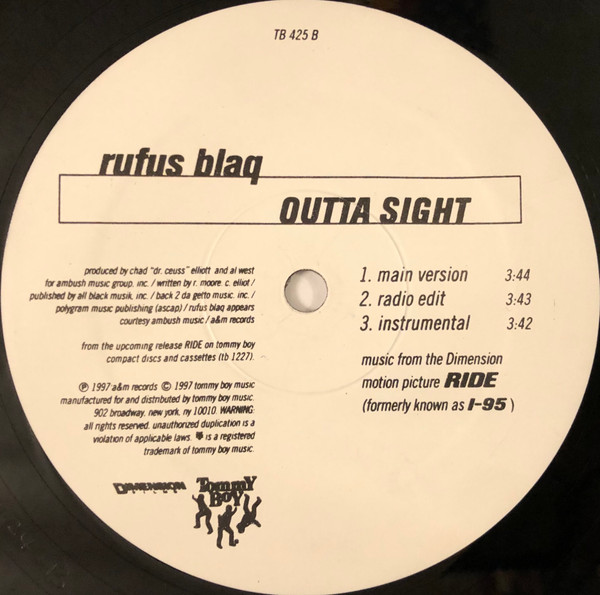 TB 425 B
rufus blaq
OUTTA SIGHT
produced by chad "dr. ceuss" elliott and al west
for ambush music group, inc. / written by r. moore. c. elliot /
published by all black musik, inc. / back 2 da getto music. inc. /
polygram music publishing (ascap) / rufus blaq appears
courtesy ambush music / a&m records
from the upcoming release RIDE on tommy boy
compact discs and cassettes (tb 1227).
℗ 1997 a&m records © 1997 tommy boy music
manufactured for and distributed by tommy boy music.
902 broadway. new york. ny 10010. WARNING:
all rights reserved. unauthorized duplication is a
violation of applicable laws. is a registered
trademark of tommy boy music.
DIMENSION
Tommy
Boy
1. main version 3:44
2. radio edit 3:43
3. instrumental 3:42
music from the Dimension
motion picture RIDE
(formerly known as I-95 )